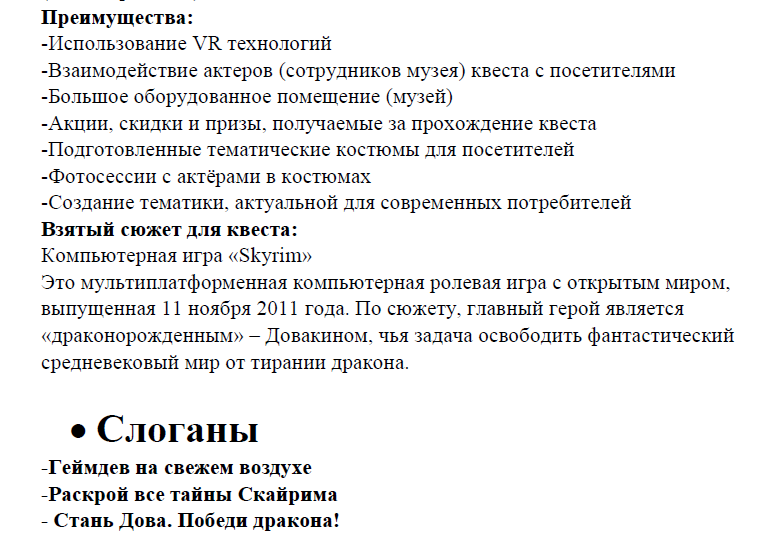 Преимущества:
-Использование VR технологий
-Взаимодействие актеров (сотрудников музея) квеста с посетителями
-Большое оборудованное помещение (музей)
-Акции, скидки и призы, получаемые за прохождение квеста
-Подготовленные тематические костюмы для посетителей
-Фотосессии с актёрами в костюмах
-Создание тематики, актуальной для современных потребителей
Взятый сюжет для квеста:
Компьютерная игра «Skyrim»
Это мультиплатформенная компьютерная ролевая игра с открытым миром,
выпущенная 11 ноября 2011 года. По сюжету, главный герой является
«драконорожденным» – Довакином, чья задача освободить фантастический
средневековый мир от тирании дракона.
• Слоганы
-Геймдев на свежем воздухе
-Раскрой все тайны Скайрима
- Стань Дова. Победи дракона!